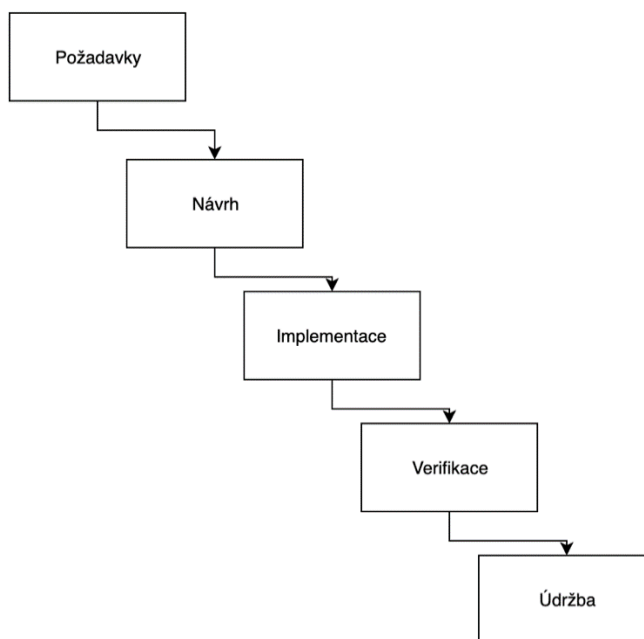 Požadavky
Návrh
Implementace
Verifikace
Údržba